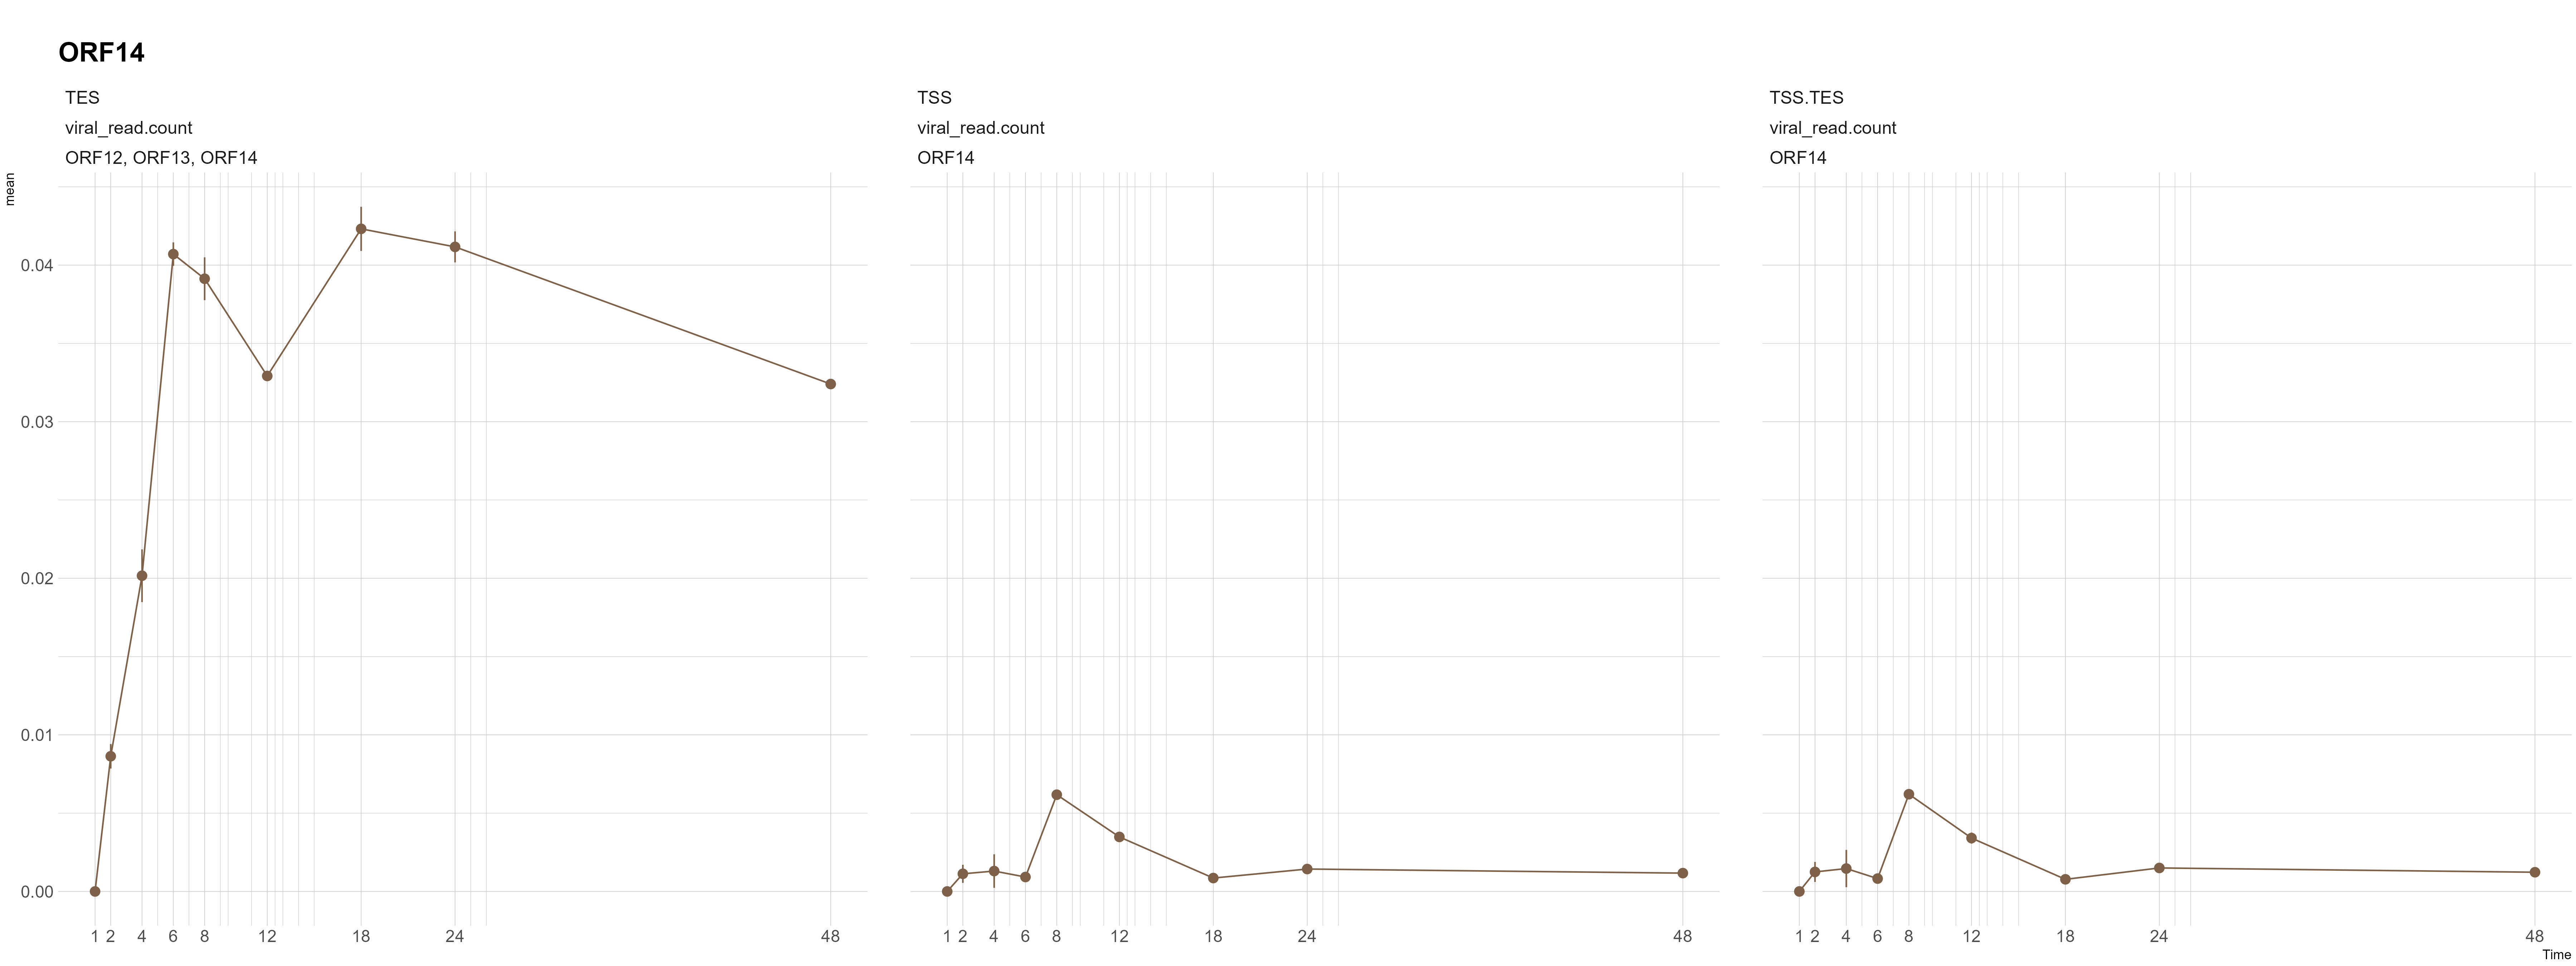 ORF14
TES
viral_read.count
ORF12, ORF13, ORF14
TSS
viral_read.count
ORF14
TSS.TES
viral_read.count
ORF14
mean
0.04
0.03
0.02
0.01
0.00
1 2 4 6 8 12 18 24 48
1 2 4 6 8 12 18 24 48
1 2 4 6 8 12 18 24 48
Time